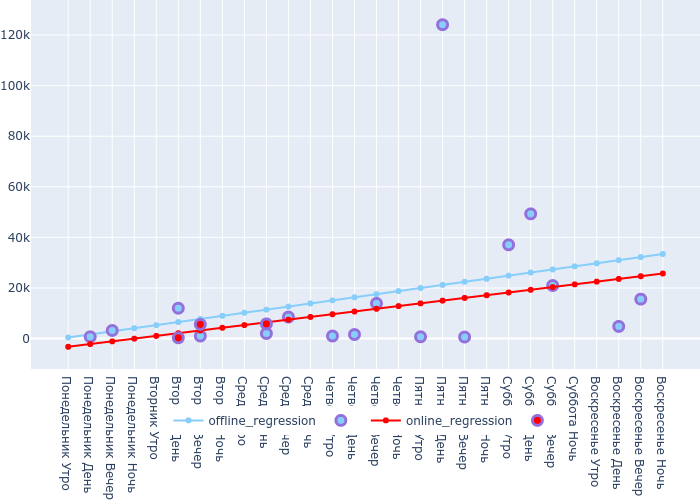 120k
100k
80k
60k
40k
20k
0
Понедельник Утро
Понедельник День
Понедельник Вечер
Понедельник Ночь
Вторник Утро
Втор День
Втор Вечер
Втор Ночь
Сред
Сред
Сред
Сред
Четв
Четв День
Четв Вечер
Четв Ночь
Пятн Утро
Пятн День
Пятн Вечер
Пятн Ночь
Субб Утро
Субб День
Субб Вечер
Суббота Ночь
Воскресенье Утро
Воскресенье День
Воскресенье Вечер
Воскресенье Ночь
offline_regression
online_regression